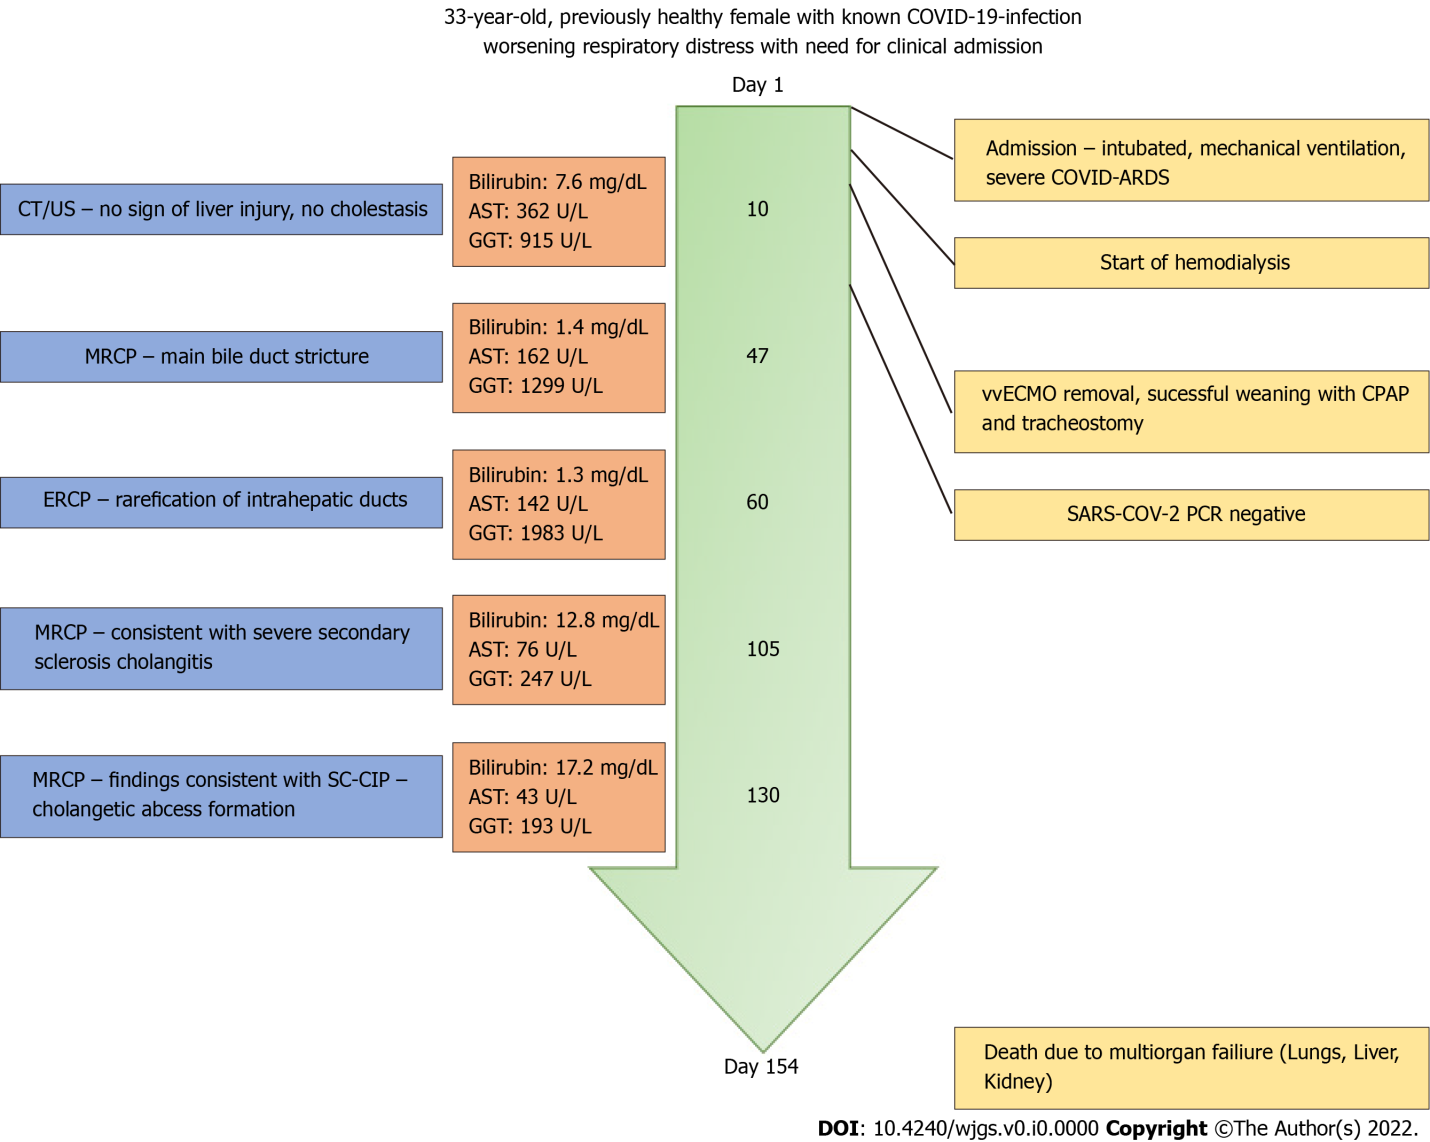 33-year-old, previously healthy female with known COVID-19-infection
worsening respiratory distress with need for clinical admission
Day 1
Admission – intubated, mechanical ventilation,
severe COVID-ARDS
CT/US – no sign of liver injury, no cholestasis
Bilirubin: 7.6 mg/dL
AST: 362 U/L
GGT: 915 U/L
10
Start of hemodialysis
MRCP – main bile duct stricture
Bilirubin: 1.4 mg/dL
AST: 162 U/L
GGT: 1299 U/L
47
vvECMO removal, sucessful weaning with CPAP
and tracheostomy
ERCP – rarefication of intrahepatic ducts
Bilirubin: 1.3 mg/dL
AST: 142 U/L
GGT: 1983 U/L
60
SARS-COV-2 PCR negative
MRCP – consistent with severe secondary
sclerosis cholangitis
Bilirubin: 12.8 mg/dL
AST: 76 U/L
GGT: 247 U/L
105
MRCP – findings consistent with SC-CIP –
cholangetic abcess formation
Bilirubin: 17.2 mg/dL
AST: 43 U/L
GGT: 193 U/L
130
Day 154
Death due to multiorgan failiure (Lungs, Liver,
Kidney)
DOI: 10.4240/wjgs.v0.i0.0000 Copyright ©The Author(s) 2022.